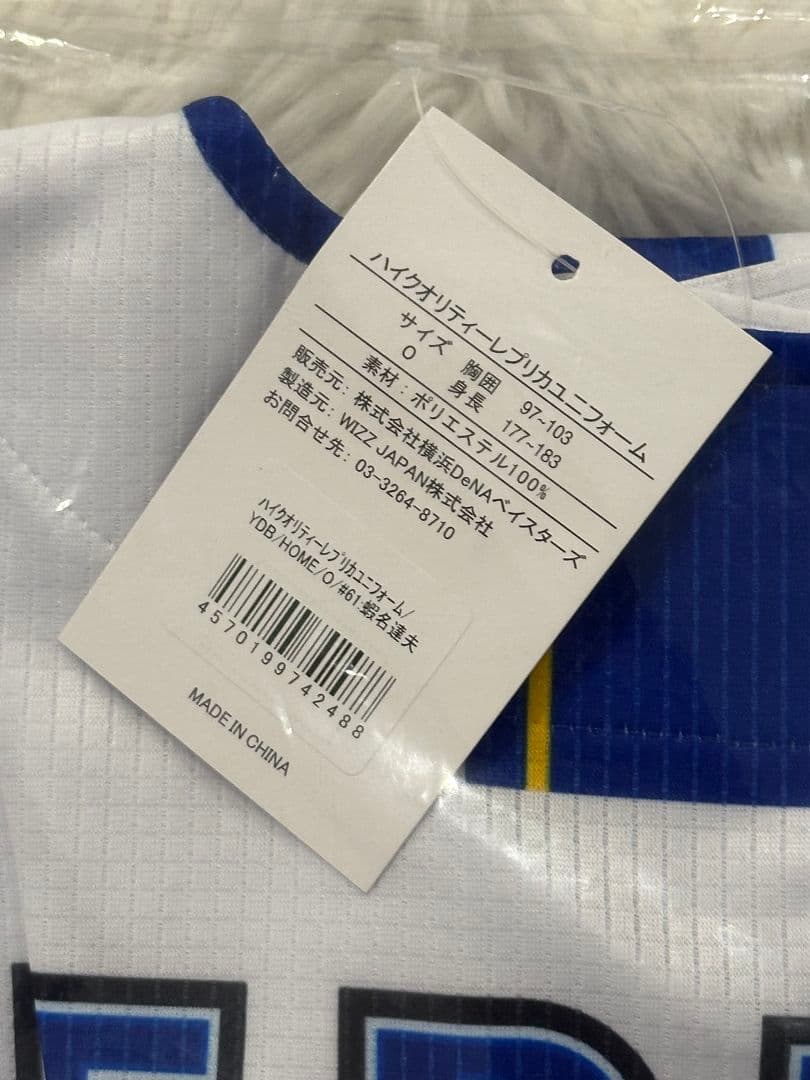 ハイクオリティーレプリカユニフォーム
サイズ 胸囲 97~103
O 身長 177~183
素材：ポリエステル100%
販売元：株式会社横浜DeNAベイスターズ
製造元：WIZZ JAPAN株式会社
お問合せ先：03-3264-8710
ハイクオリティーレプリカユニフォーム/
YDB/HOME/O/#61:蝦名達夫
4570199742488
MADE IN CHINA